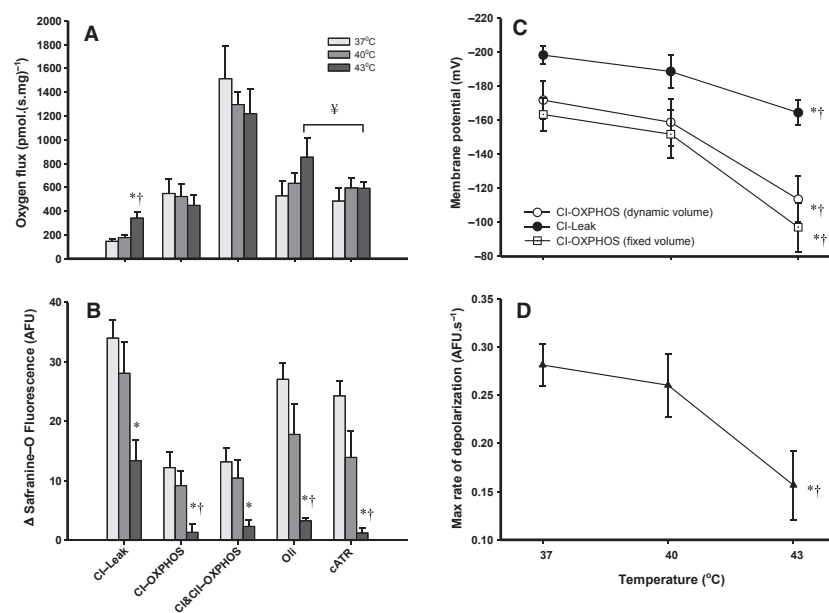 A
37°C
40°C
43°C
¥
*†
Oxygen flux (pmol.(s.mg)⁻¹)
2000
1800
1600
1400
1200
1000
800
600
400
200
0
B
*
*†
*
*†
*†
Δ Safranine–O Fluorescence (AFU)
40
30
20
10
0
CI–Leak
CI–OXPHOS
CI&CII–OXPHOS
Oli
cATR
C
Membrane potential (mV)
−220
−200
−180
−160
−140
−120
−100
−80
*†
*†
*†
CI-OXPHOS (dynamic volume)
CI-Leak
CI-OXPHOS (fixed volume)
D
Max rate of depolarization (AFU.s⁻¹)
0.35
0.30
0.25
0.20
0.15
0.10
*†
37
40
43
Temperature (°C)